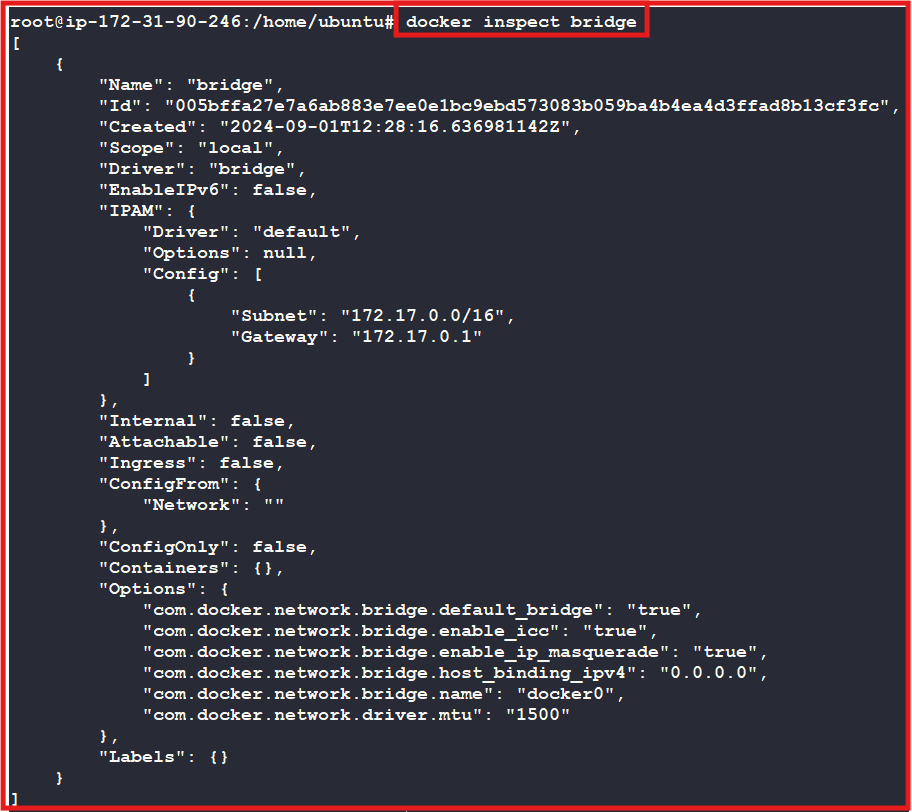 root@ip-172-31-90-246:/home/ubuntu# docker inspect bridge
[
    {
        "Name": "bridge",
        "Id": "005bffa27e7a6ab883e7ee0e1bc9ebd573083b059ba4b4ea4d3ffad8b13cf3fc",
        "Created": "2024-09-01T12:28:16.636981142Z",
        "Scope": "local",
        "Driver": "bridge",
        "EnableIPv6": false,
        "IPAM": {
            "Driver": "default",
            "Options": null,
            "Config": [
                {
                    "Subnet": "172.17.0.0/16",
                    "Gateway": "172.17.0.1"
                }
            ]
        },
        "Internal": false,
        "Attachable": false,
        "Ingress": false,
        "ConfigFrom": {
            "Network": ""
        },
        "ConfigOnly": false,
        "Containers": {},
        "Options": {
            "com.docker.network.bridge.default_bridge": "true",
            "com.docker.network.bridge.enable_icc": "true",
            "com.docker.network.bridge.enable_ip_masquerade": "true",
            "com.docker.network.bridge.host_binding_ipv4": "0.0.0.0",
            "com.docker.network.bridge.name": "docker0",
            "com.docker.network.driver.mtu": "1500"
        },
        "Labels": {}
    }
]